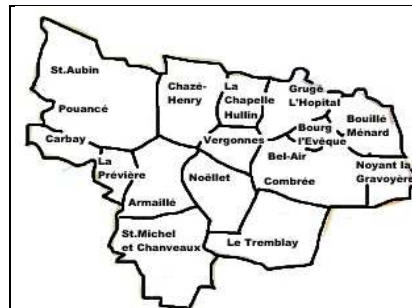 St.Aubin
Pouancé
Carbay
La
Prévière
Armaillé
St.Michel
et Chanveaux
Chazé-
Henry
La
Chapelle
Hullin
Vergonnes
Noëllet
Grugé
L'Hopital
Bourg
l'Evèque
Bouillé
Ménard
Bel-Air
Combrée
Noyant la
Gravoyère
Le Tremblay